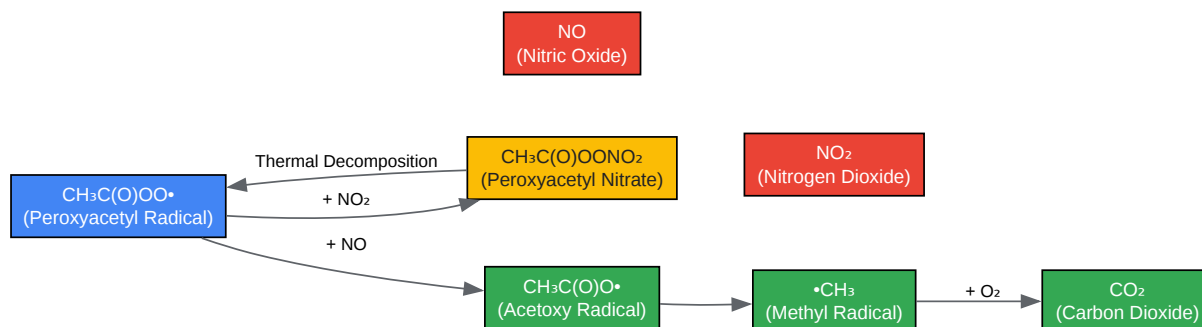 NO
(Nitric Oxide)
NO₂
(Nitrogen Dioxide)
CH₃C(O)OONO₂
(Peroxyacetyl Nitrate)
Thermal Decomposition
CH₃C(O)OO•
(Peroxyacetyl Radical)
+ NO₂
+ NO
CH₃C(O)O•
(Acetoxy Radical)
•CH₃
(Methyl Radical)
+ O₂
CO₂
(Carbon Dioxide)